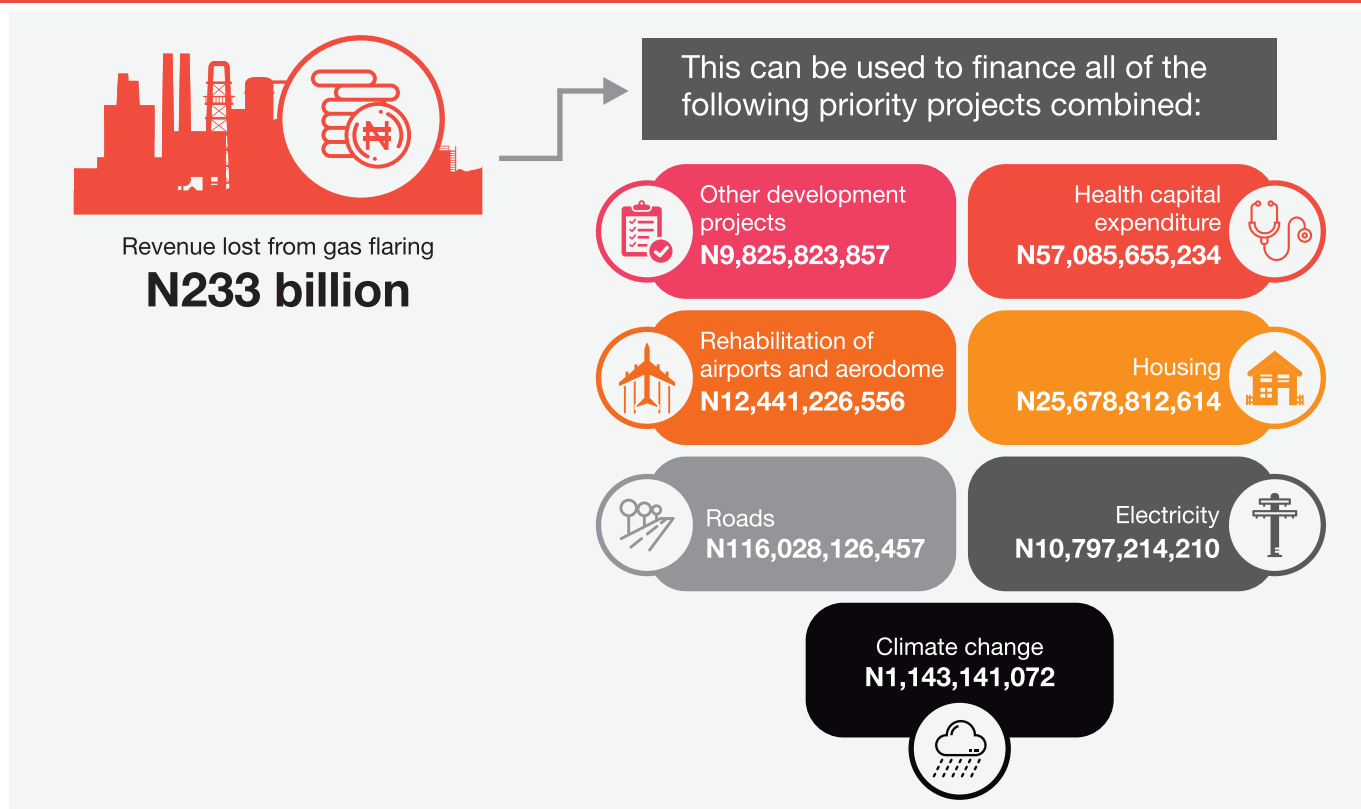 Revenue lost from gas flaring
N233 billion
This can be used to finance all of the
following priority projects combined:
Other development
projects
N9,825,823,857
Health capital
expenditure
N57,085,655,234
Rehabilitation of
airports and aerodome
N12,441,226,556
Housing
N25,678,812,614
Roads
N116,028,126,457
Electricity
N10,797,214,210
Climate change
N1,143,141,072